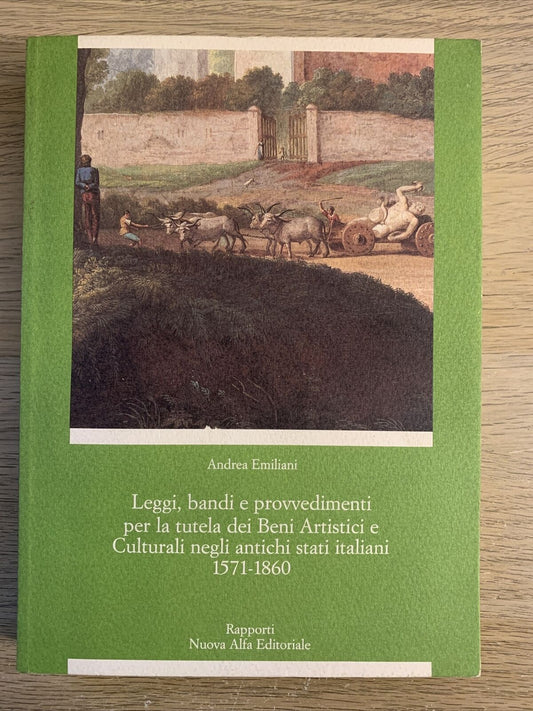 Andrea Emiliani
Leggi, bandi e provvedimenti
per la tutela dei Beni Artistici e
Culturali negli antichi stati italiani
1571-1860
Rapporti
Nuova Alfa Editoriale